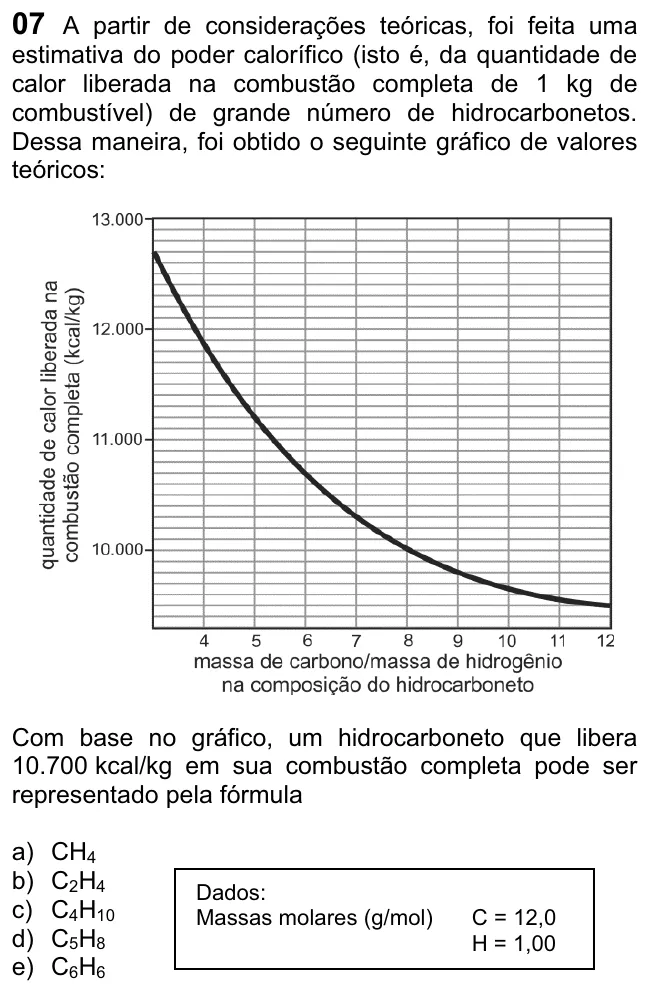 07 A partir de considerações teóricas, foi feita uma
estimativa do poder calorífico (isto é, da quantidade de
calor liberada na combustão completa de 1 kg de
combustível) de grande número de hidrocarbonetos.
Dessa maneira, foi obtido o seguinte gráfico de valores
teóricos:
quantidade de calor liberada na
combustão completa (kcal/kg)
13.000
12.000
11.000
10.000
4 5 6 7 8 9 10 11 12
massa de carbono/massa de hidrogênio
na composição do hidrocarboneto
Com base no gráfico, um hidrocarboneto que libera
10.700 kcal/kg em sua combustão completa pode ser
representado pela fórmula
a) CH₄
b) C₂H₄
c) C₄H₁₀
d) C₅H₈
e) C₆H₆
Dados:
Massas molares (g/mol) C = 12,0
H = 1,00